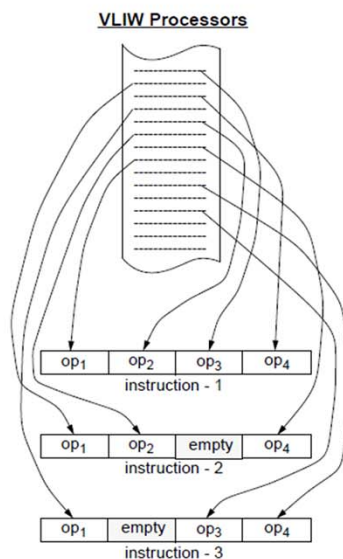 VLIW Processors
op1 op2 op3 op4
instruction - 1
op1 op2 empty op4
instruction - 2
op1 empty op3 op4
instruction - 3